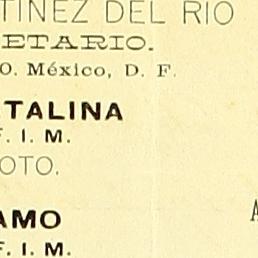 TINEZ DEL RIO
ETARIO.
O. México, D. F.
TALINA
F. I. M.
OTO.
AMO
F. I. M.